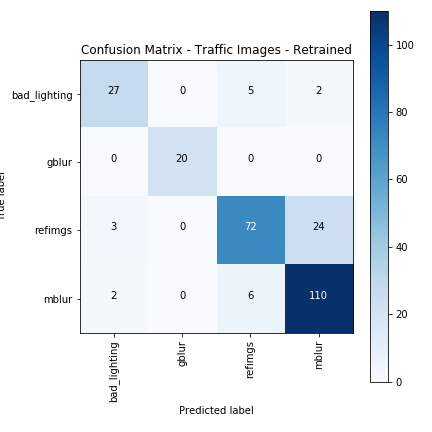 Confusion Matrix - Traffic Images - Retrained
bad_lighting 27 0 5 2
gblur 0 20 0 0
refimgs 3 0 72 24
mblur 2 0 6 110
bad_lighting gblur refimgs mblur
Predicted label
label
100
80
60
40
20
0